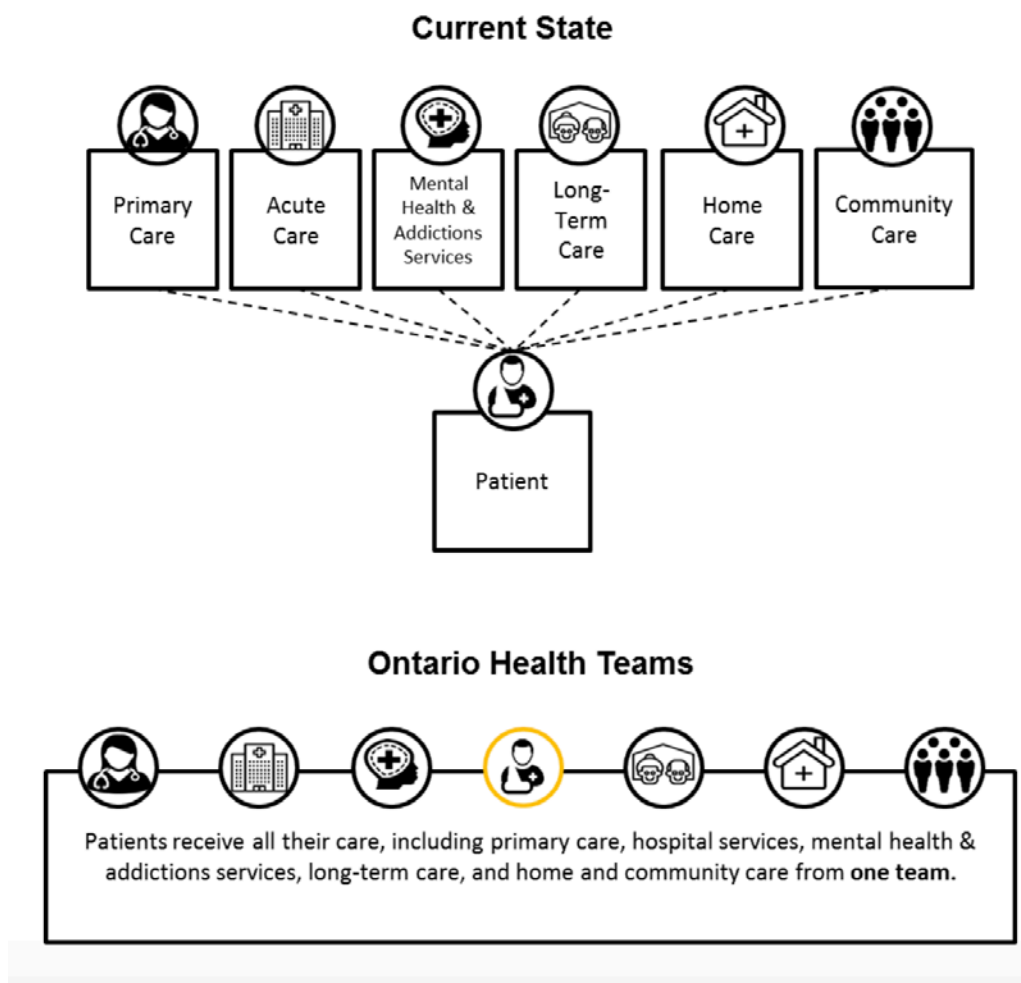 Current State
Primary
Care
Acute
Care
Mental
Health &
Addictions
Services
Long-
Term
Care
Home
Care
Community
Care
Patient
Ontario Health Teams
Patients receive all their care, including primary care, hospital services, mental health &
addictions services, long-term care, and home and community care from one team.